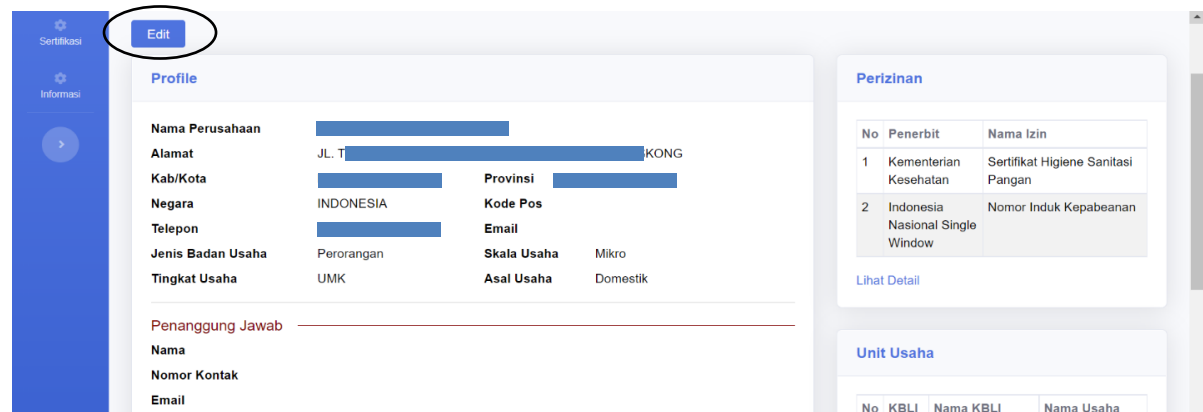 Sertifikasi
Informasi
Edit
Profile
Nama Perusahaan
Alamat JL. T KONG
Kab/Kota Provinsi
Negara INDONESIA Kode Pos
Telepon Email
Jenis Badan Usaha Perorangan Skala Usaha Mikro
Tingkat Usaha UMK Asal Usaha Domestik
Penanggung Jawab
Nama
Nomor Kontak
Email
Perizinan
No Penerbit Nama Izin
1 Kementerian Sertifikat Higiene Sanitasi
Kesehatan Pangan
2 Indonesia Nomor Induk Kepabeanan
Nasional Single
Window
Lihat Detail
Unit Usaha
No KBLI Nama KBLI Nama Usaha